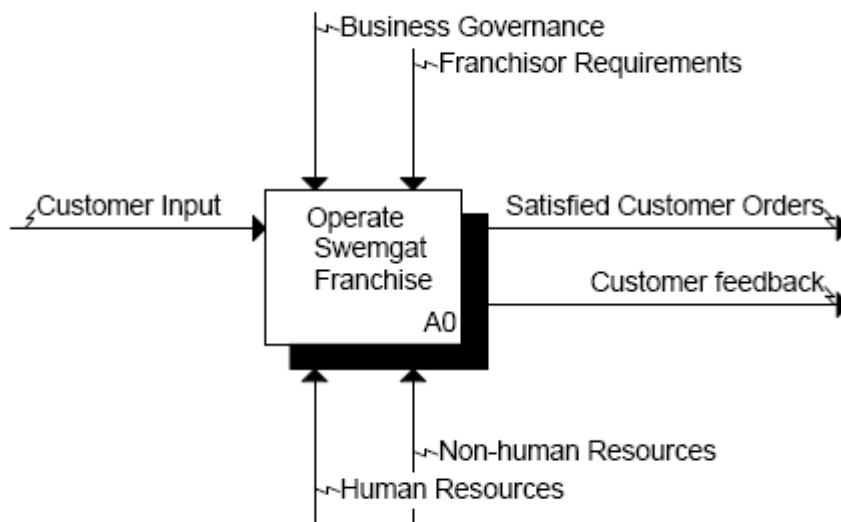 Business Governance
Franchisor Requirements
Customer Input
Operate
Swemgat
Franchise
A0
Satisfied Customer Orders
Customer feedback
Non-human Resources
Human Resources